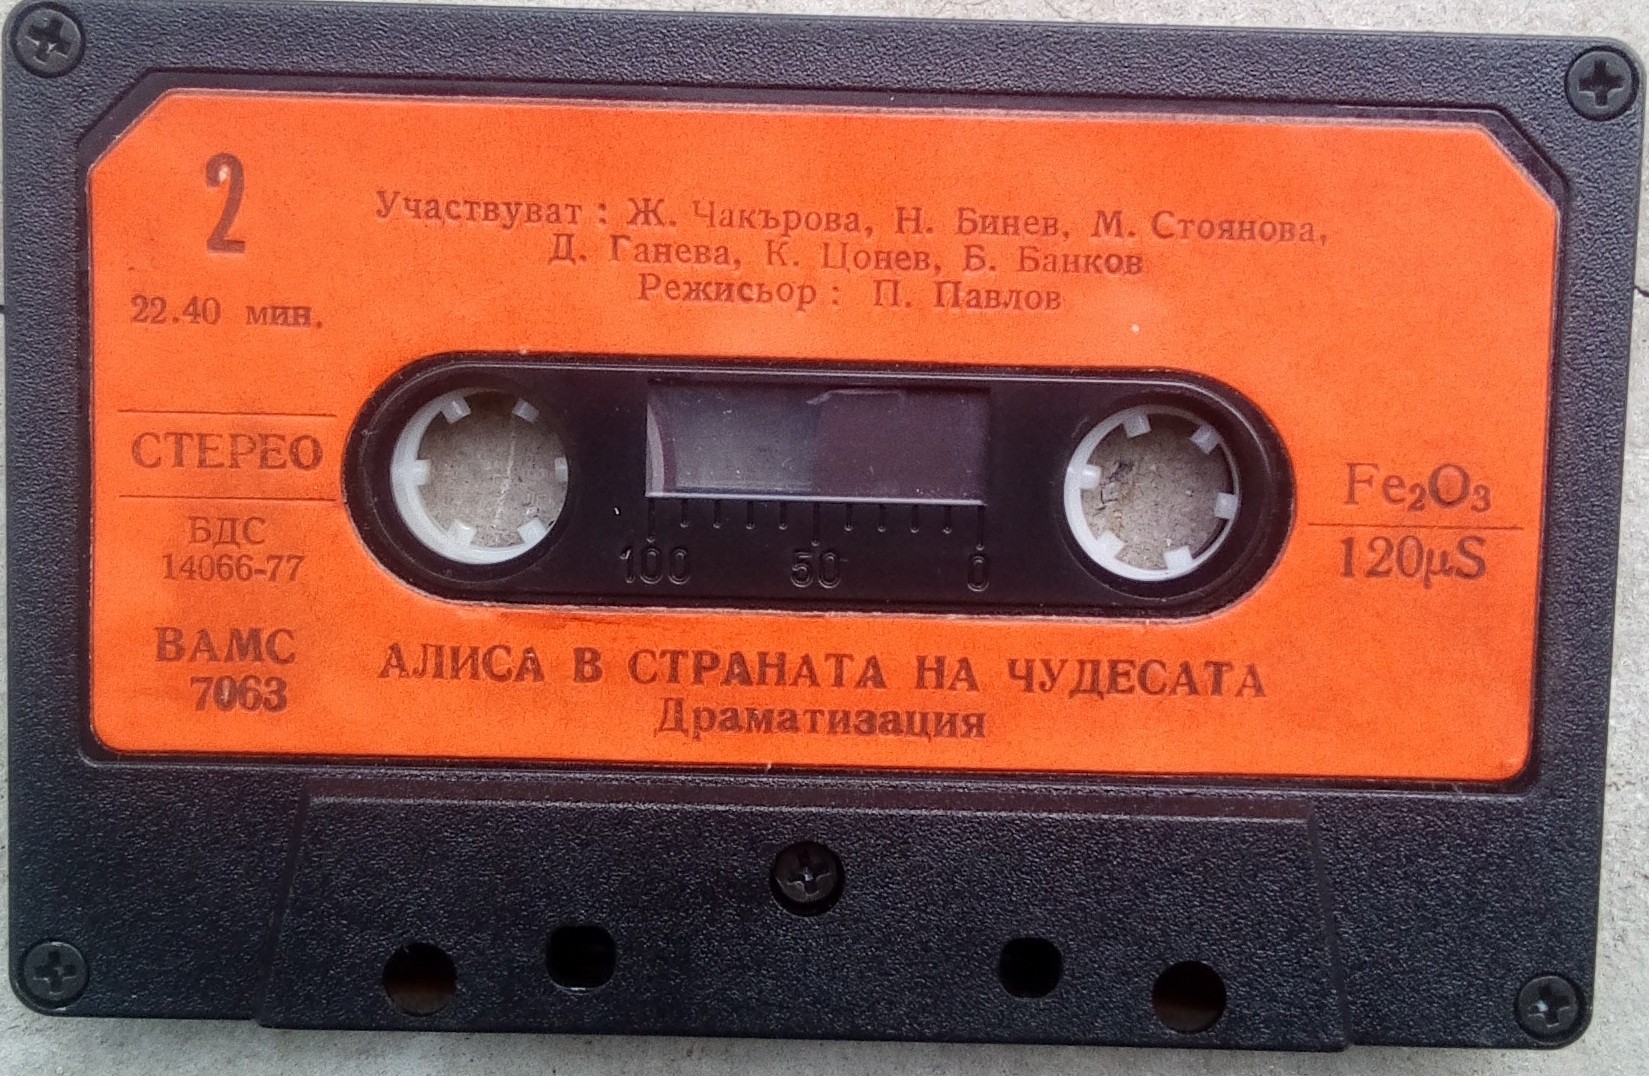 2
Участвуват : Ж. Чакърова, Н. Бинев, М. Стоянова,
Д. Ганева, К. Цонев, Б. Банков
Режисьор : П. Павлов
22.40 мин.
СТЕРЕО
БДС
14066-77
ВАМС
7063
100 50 0
Fe₂O₃
120µS
АЛИСА В СТРАНАТА НА ЧУДЕСАТА
Драматизация